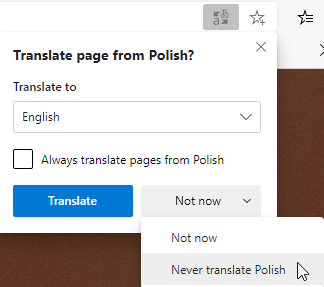 Translate page from Polish?
Translate to
English
Always translate pages from Polish
Translate
Not now
Not now
Never translate Polish